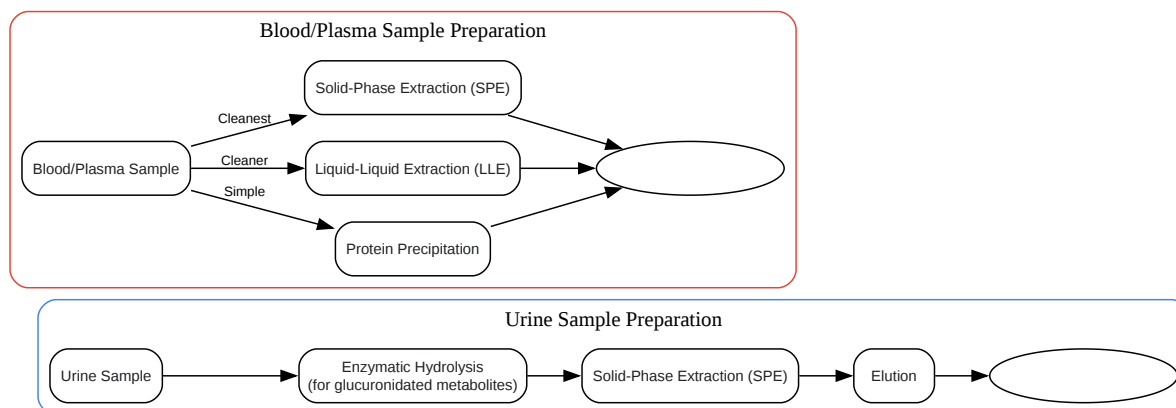 Blood/Plasma Sample Preparation
Solid-Phase Extraction (SPE)
Cleanest
Blood/Plasma Sample
Cleaner
Liquid-Liquid Extraction (LLE)
Simple
Protein Precipitation
Urine Sample Preparation
Urine Sample
Enzymatic Hydrolysis
(for glucuronidated metabolites)
Solid-Phase Extraction (SPE)
Elution